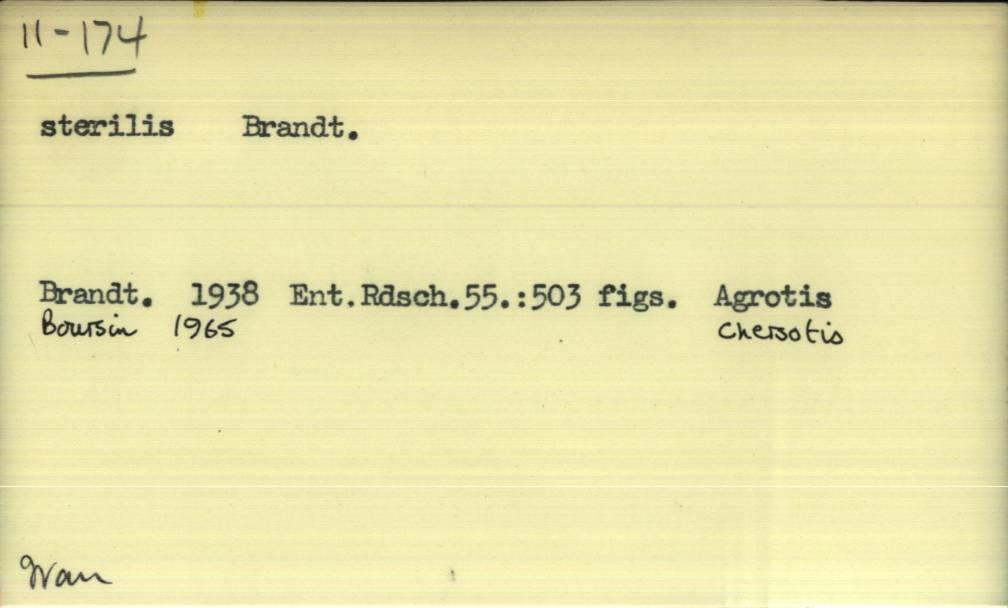 11-174
sterilis Brandt.
Brandt. 1938 Ent.Rdsch.55.:503 figs. Agrotis
Boursin 1965 Chersotis
Iran